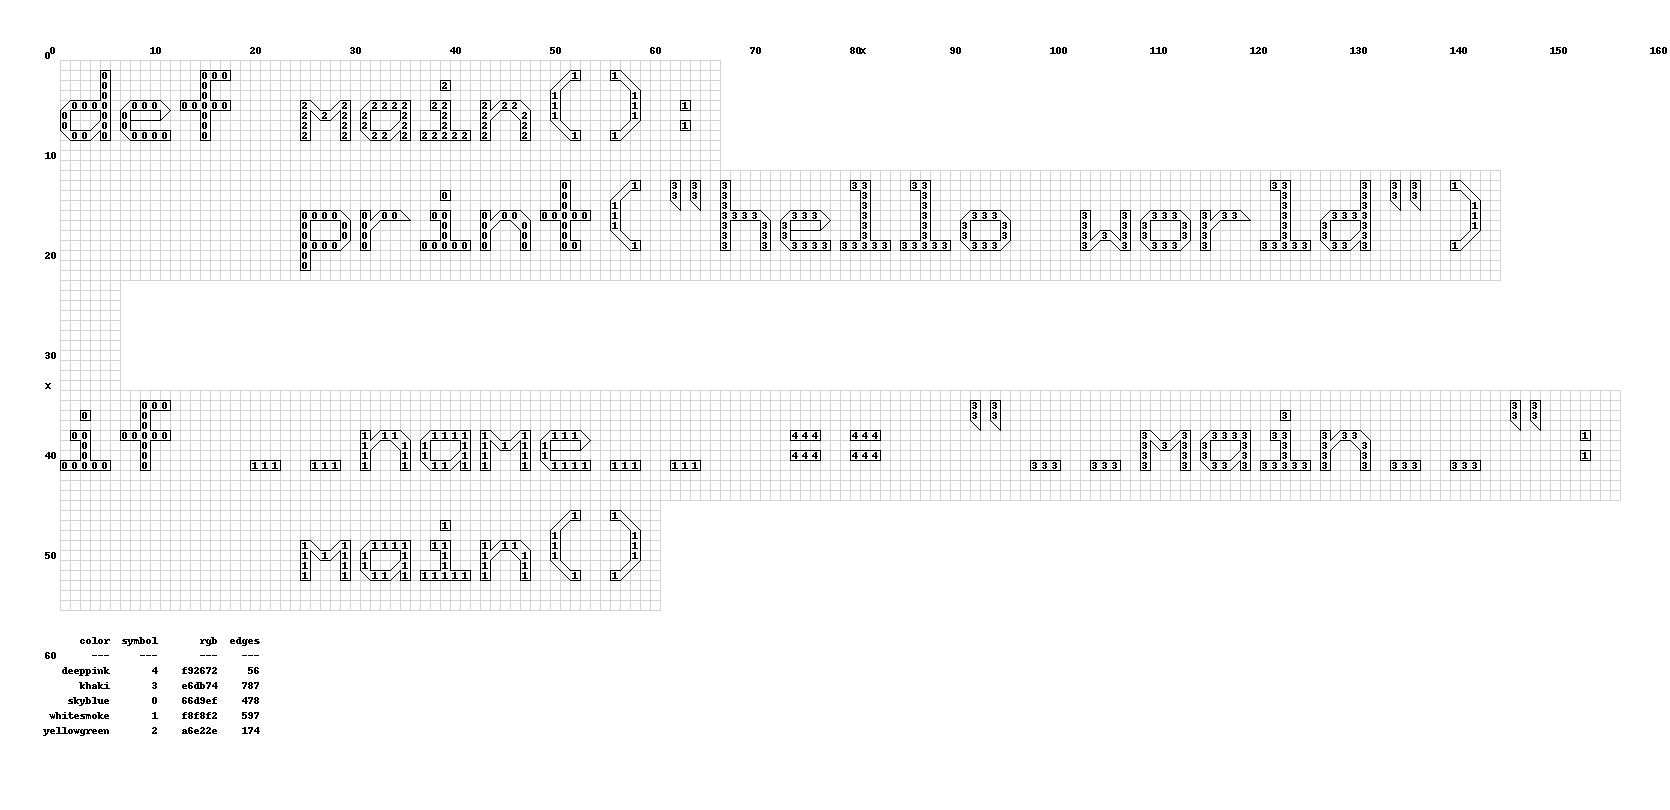 0 10 20 30 40 50 60 70 80x 90 100 110 120 130 140 150 160
0
def main():
10
    print("hello world")
20
30
x
if __name__ == "__main__":
40
    main()
50
color symbol rgb edges
60 --- --- --- ---
deeppink 4 f92672 56
khaki 3 e6db74 787
skyblue 0 66d9ef 478
whitesmoke 1 f8f8f2 597
yellowgreen 2 a6e22e 174